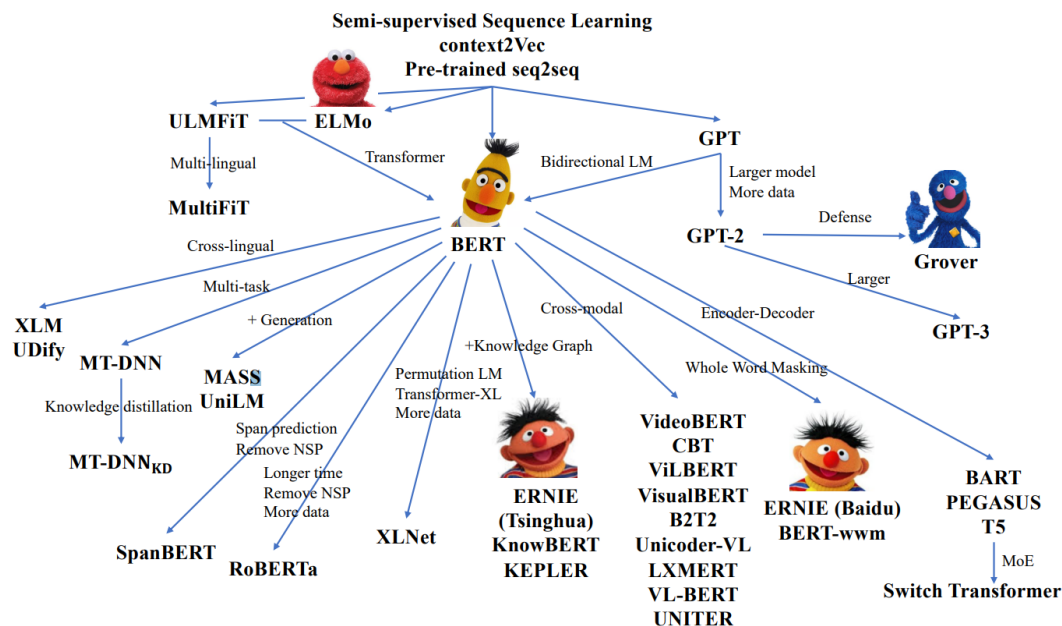 Semi-supervised Sequence Learning
context2Vec
Pre-trained seq2seq
ULMFiT
ELMo
GPT
Multi-lingual
Transformer
Bidirectional LM
Larger model
More data
MultiFiT
BERT
GPT-2
Defense
Grover
Cross-lingual
Multi-task
+ Generation
Larger
Cross-modal
Encoder-Decoder
GPT-3
XLM
UDify
MT-DNN
+Knowledge Graph
Whole Word Masking
MASS
UniLM
Permutation LM
Transformer-XL
More data
Knowledge distillation
Span prediction
Remove NSP
MT-DNNKD
Longer time
Remove NSP
More data
SpanBERT
RoBERTa
XLNet
ERNIE
(Tsinghua)
KnowBERT
KEPLER
VideoBERT
CBT
ViLBERT
VisualBERT
B2T2
Unicoder-VL
LXMERT
VL-BERT
UNITER
ERNIE (Baidu)
BERT-wwm
BART
PEGASUS
T5
MoE
Switch Transformer